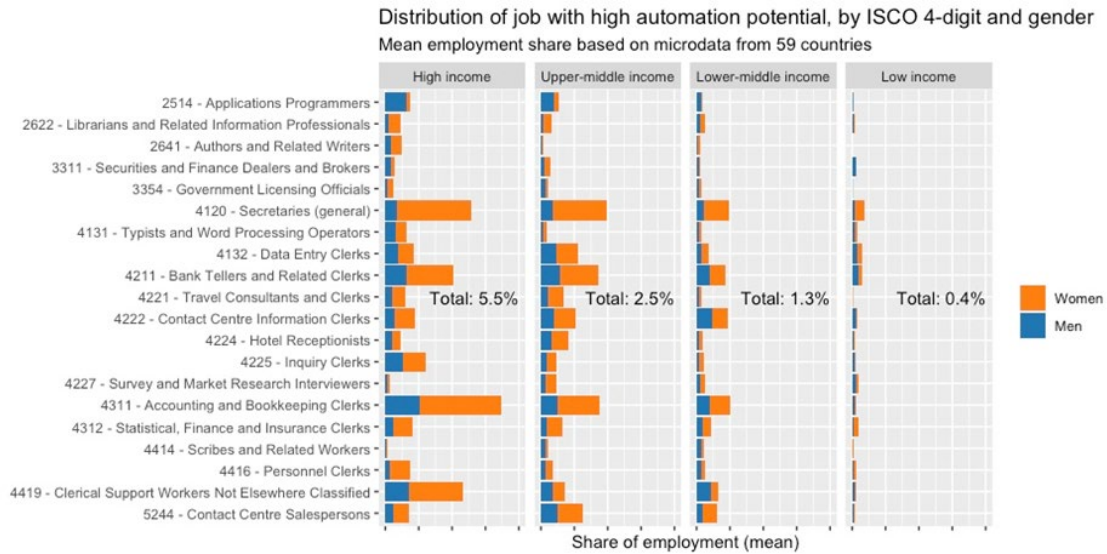 Distribution of job with high automation potential, by ISCO 4-digit and gender
Mean employment share based on microdata from 59 countries
High income
Upper-middle income
Lower-middle income
Low income
2514 - Applications Programmers
2622 - Librarians and Related Information Professionals
2641 - Authors and Related Writers
3311 - Securities and Finance Dealers and Brokers
3354 - Government Licensing Officials
4120 - Secretaries (general)
4131 - Typists and Word Processing Operators
4132 - Data Entry Clerks
4211 - Bank Tellers and Related Clerks
4221 - Travel Consultants and Clerks
4222 - Contact Centre Information Clerks
4224 - Hotel Receptionists
4225 - Inquiry Clerks
4227 - Survey and Market Research Interviewers
4311 - Accounting and Bookkeeping Clerks
4312 - Statistical, Finance and Insurance Clerks
4414 - Scribes and Related Workers
4416 - Personnel Clerks
4419 - Clerical Support Workers Not Elsewhere Classified
5244 - Contact Centre Salespersons
Total: 5.5%
Total: 2.5%
Total: 1.3%
Total: 0.4%
Women
Men
Share of employment (mean)